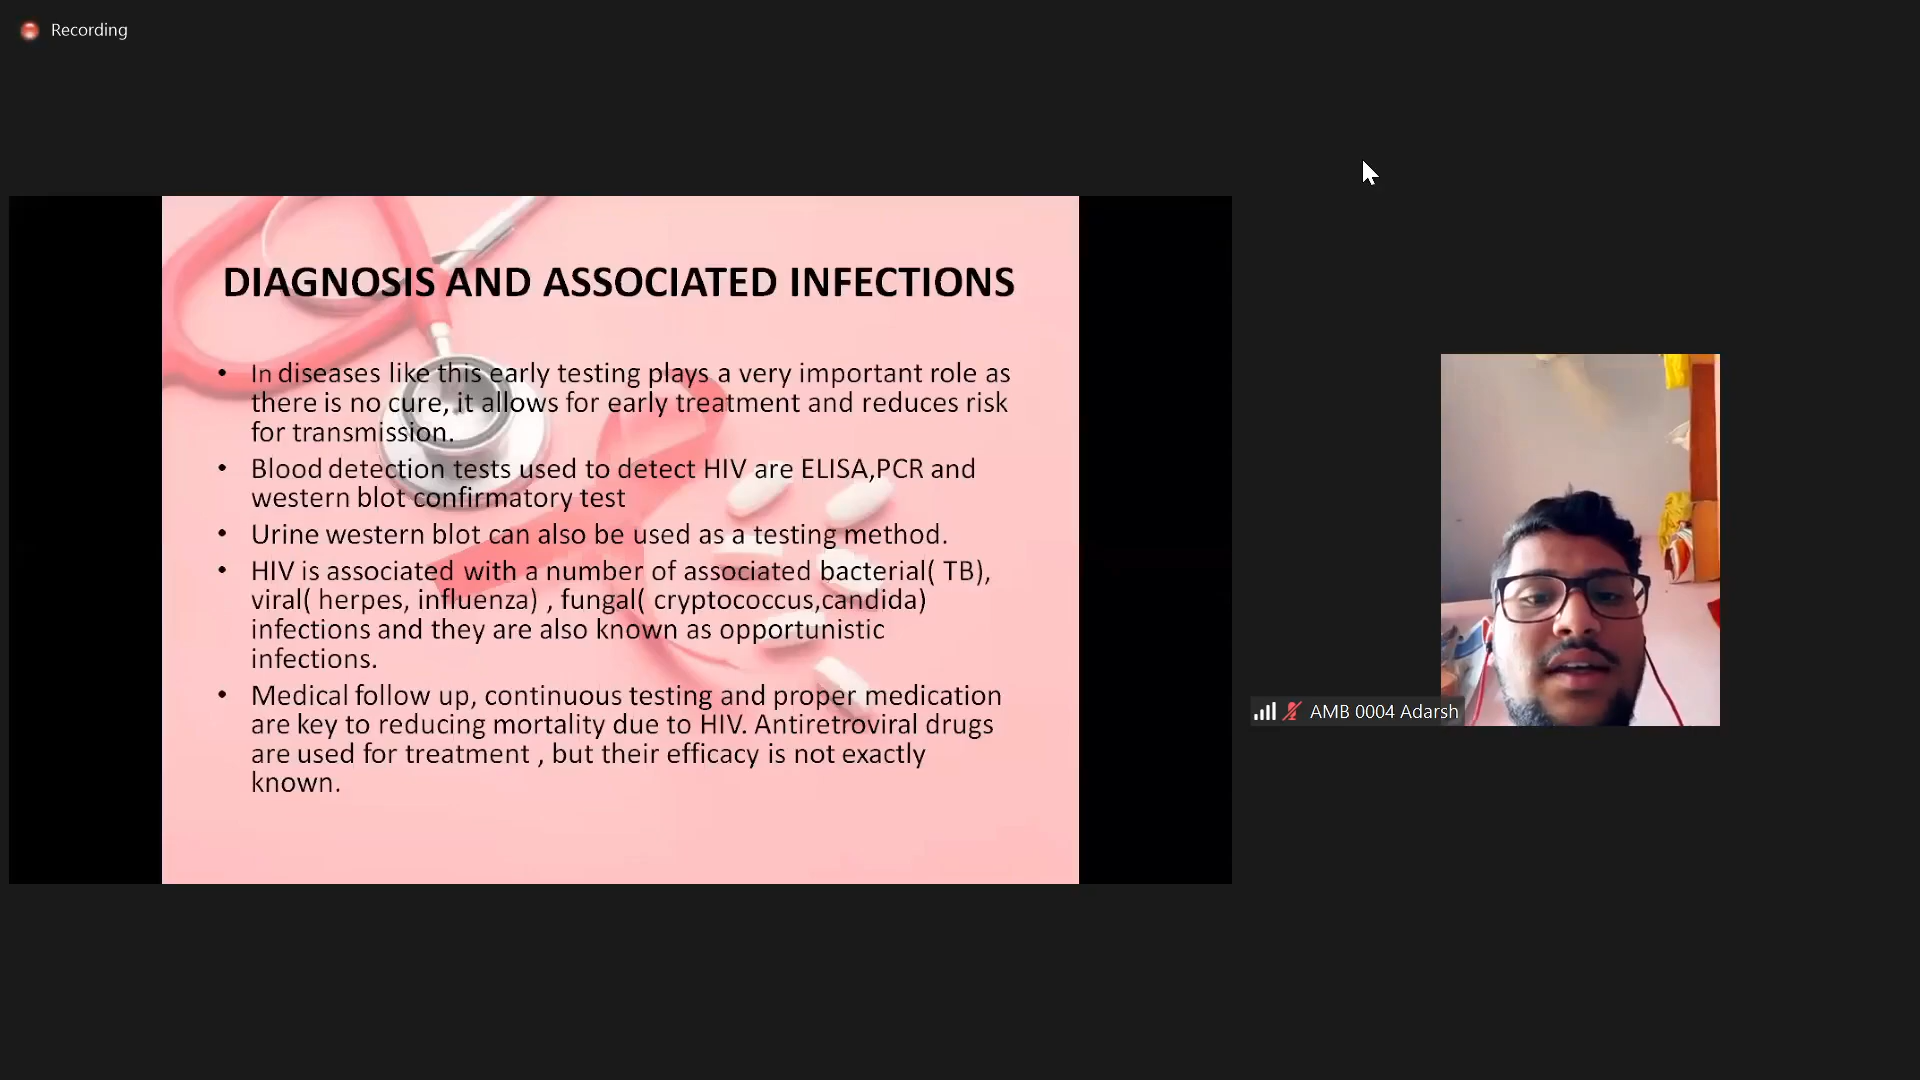 Recording
DIAGNOSIS AND ASSOCIATED INFECTIONS
• In diseases like this early testing plays a very important role as
there is no cure, it allows for early treatment and reduces risk
for transmission.
• Blood detection tests used to detect HIV are ELISA,PCR and
western blot confirmatory test
• Urine western blot can also be used as a testing method.
• HIV is associated with a number of associated bacterial( TB),
viral( herpes, influenza) , fungal( cryptococcus,candida)
infections and they are also known as opportunistic
infections.
• Medical follow up, continuous testing and proper medication
are key to reducing mortality due to HIV. Antiretroviral drugs
are used for treatment , but their efficacy is not exactly
known.
AMB 0004 Adarsh